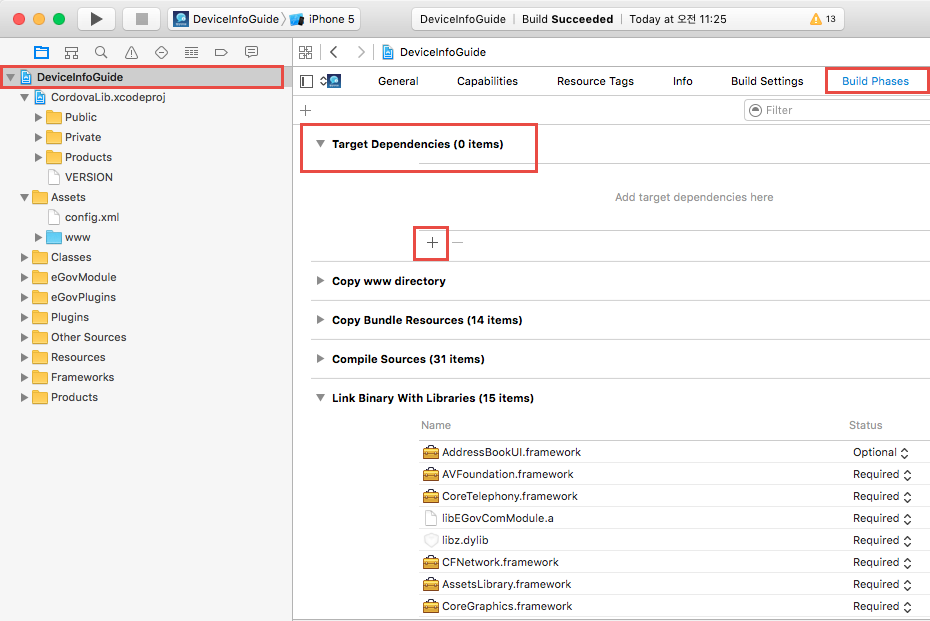 DeviceInfoGuide iPhone 5
DeviceInfoGuide Build Succeeded Today at 오전 11:25 13
DeviceInfoGuide
DeviceInfoGuide
CordovaLib.xcodeproj
Public
Private
Products
VERSION
Assets
config.xml
www
Classes
eGovModule
eGovPlugins
Plugins
Other Sources
Resources
Frameworks
Products
General Capabilities Resource Tags Info Build Settings Build Phases
Filter
Target Dependencies (0 items)
Add target dependencies here
Copy www directory
Copy Bundle Resources (14 items)
Compile Sources (31 items)
Link Binary With Libraries (15 items)
Name Status
AddressBookUI.framework Optional
AVFoundation.framework Required
CoreTelephony.framework Required
libEGovComModule.a Required
libz.dylib Required
CFNetwork.framework Required
AssetsLibrary.framework Required
CoreGraphics.framework Required